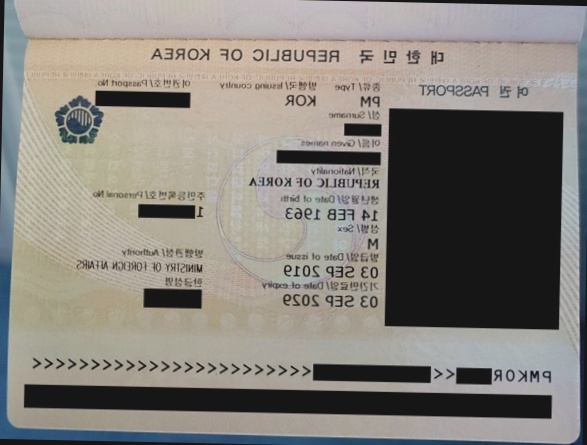 대한민국 REPUBLIC OF KOREA
여권 PASSPORT
종류/ Type 발행국/ Issuing country 여권번호/ Passport No
PM KOR
성/ Surname
이름/ Given names
국적/ Nationality
REPUBLIC OF KOREA
생년월일/ Date of birth 주민등록번호/ Personal No
14 FEB 1963 1
성별/ Sex
M
발급일/ Date of issue 발행관청/ Authority
03 SEP 2019 MINISTRY OF FOREIGN AFFAIRS
기간만료일/ Date of expiry 한글성명
03 SEP 2029
PMKOR << <<<<<<<<<<<<<<<<<<<<<<<<<